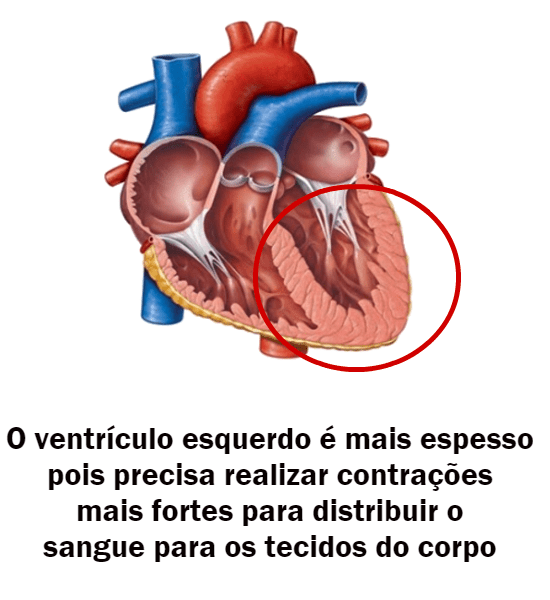 O ventrículo esquerdo é mais espesso
pois precisa realizar contrações
mais fortes para distribuir o
sangue para os tecidos do corpo